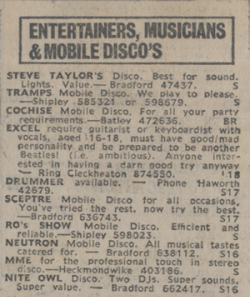 ENTERTAINERS, MUSICIANS
& MOBILE DISCO'S
STEVE TAYLOR'S Disco. Best for sound.
Lights. Value.— Bradford 47437. S
TRAMPS Mobile Disco. We play to please.
—Shipley 585321 or 598679. S
COCHISE Mobile Disco. For all your party
requirements.—Batley 472636. BR
EXCEL require guitarist or keyboardist with
vocals, aged 16-18, must have good/mad
personality and be prepared to be another
Beatles! (i.e. ambitious). Anyone inter-
ested in having a darn good try anyway
— Ring Cleckheaton 874550. 18
DRUMMER available. — Phone Haworth
42679. S17
SCEPTRE Mobile Disco for all occasions.
You've tried the rest, now try the best.
—Bradford 636743. S17
RO'S SHOW Mobile Disco. Efficient and
reliable.—Shipley 598023. S
NEUTRON Mobile Disco. All musical tastes
catered for. — Bradford 638112. S16
MME for the professional touch to mobile
disco.—Heckmondwike 403186. S
NITE OWL Disco. Two DJs. Super sounds.
Super value. — Bradford 662417. S16